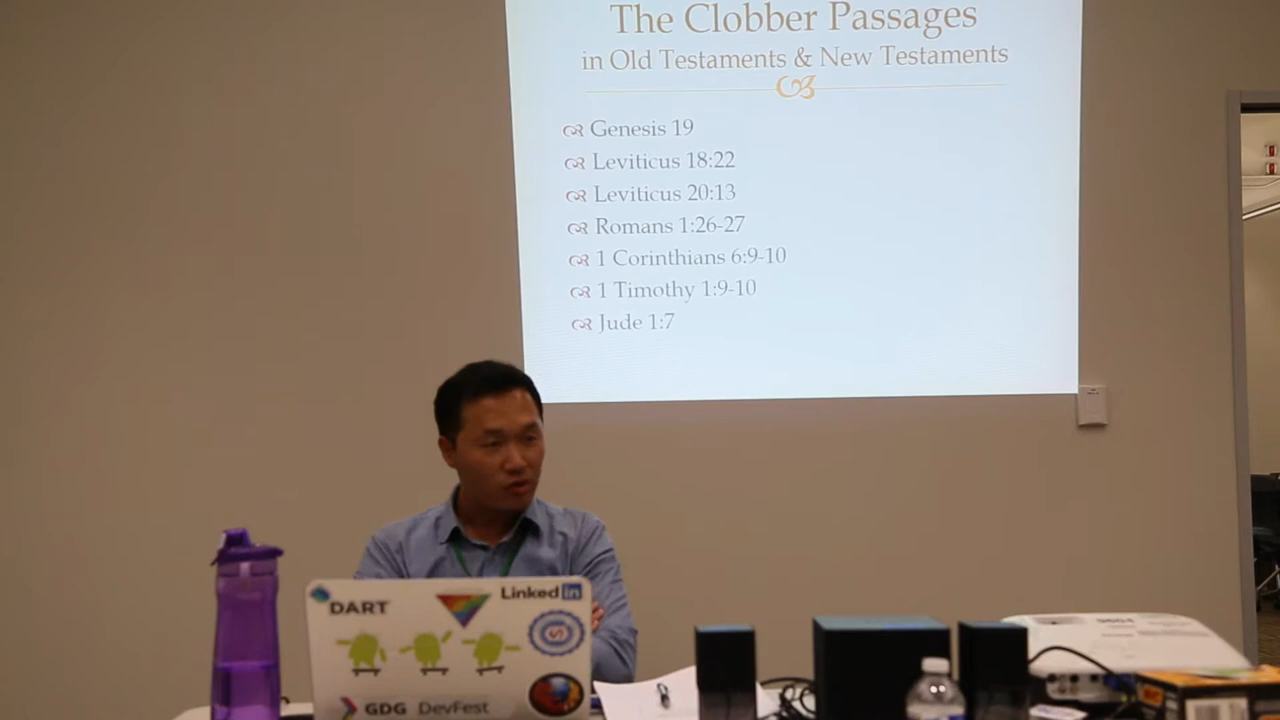 The Clobber Passages
in Old Testaments & New Testaments
Genesis 19
Leviticus 18:22
Leviticus 20:13
Romans 1:26-27
1 Corinthians 6:9-10
1 Timothy 1:9-10
Jude 1:7
DART
Linked in
GDG DevFest